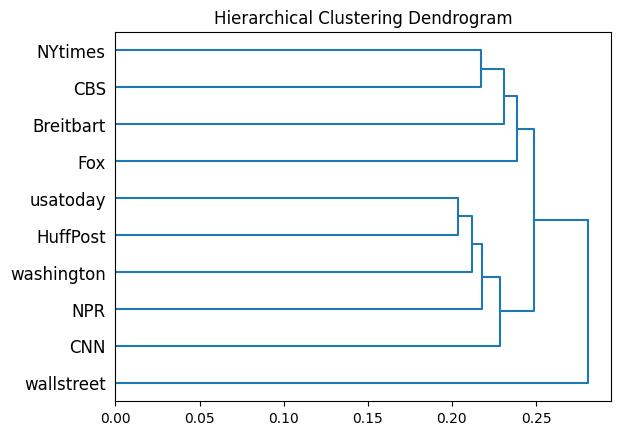 Hierarchical Clustering Dendrogram
NYtimes
CBS
Breitbart
Fox
usatoday
HuffPost
washington
NPR
CNN
wallstreet
0.00 0.05 0.10 0.15 0.20 0.25